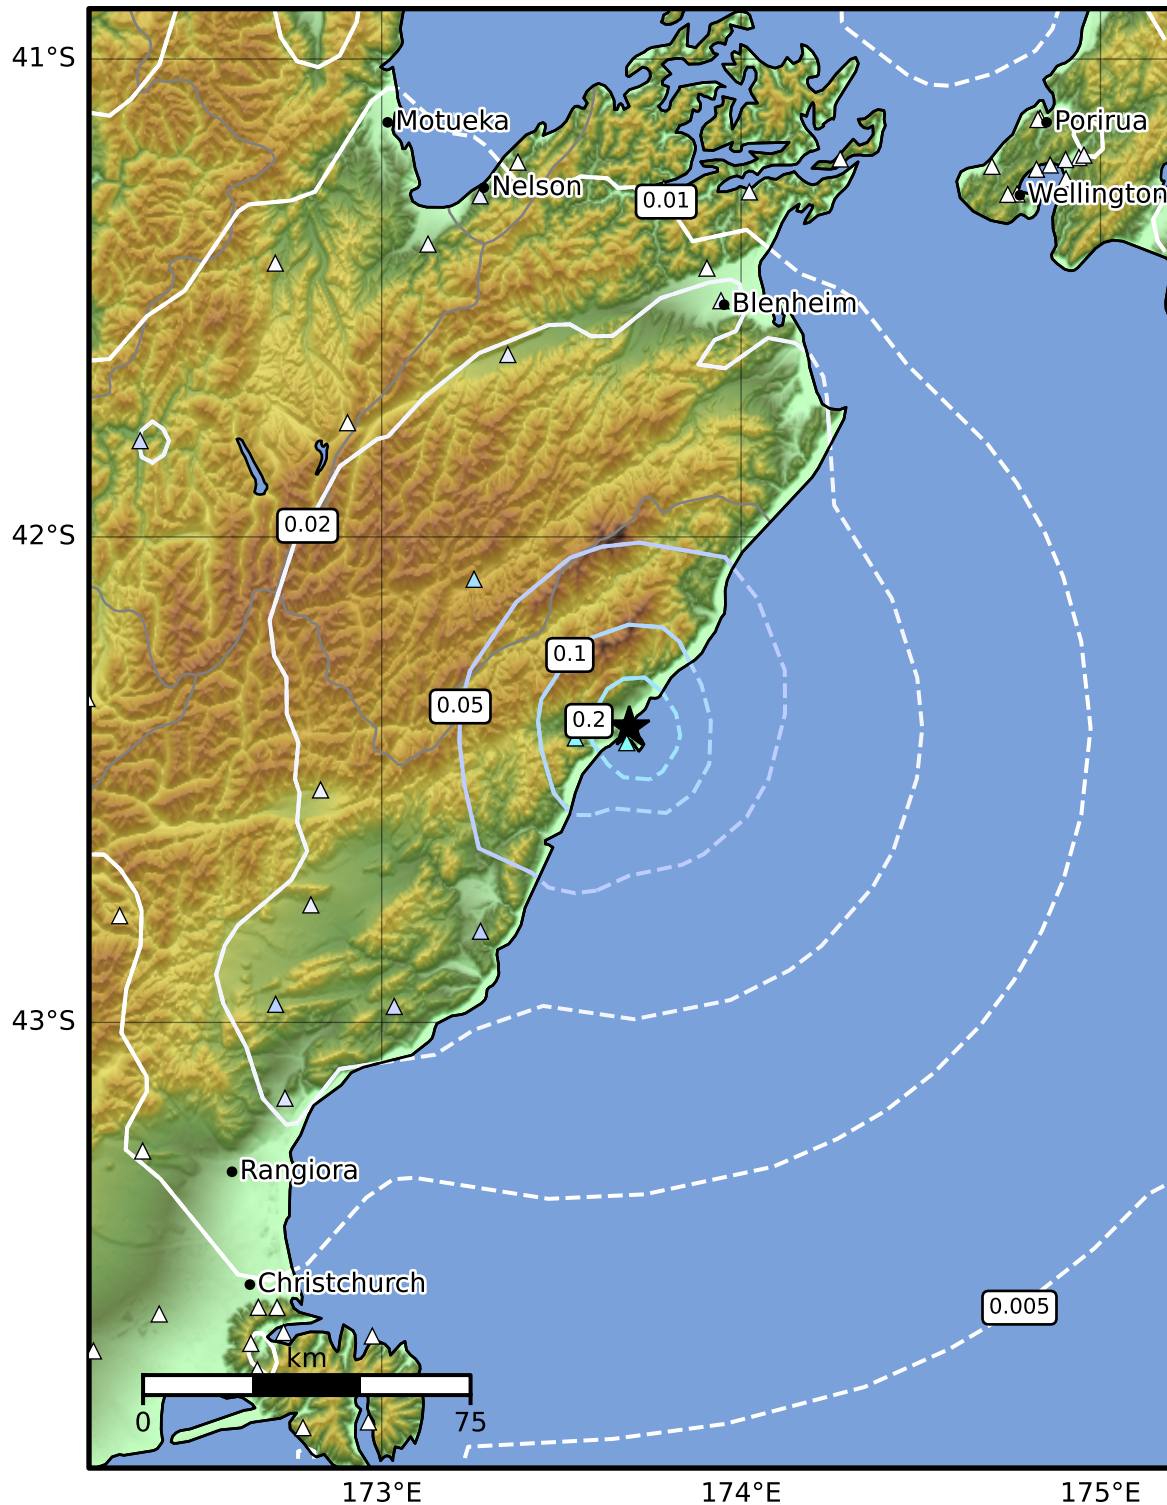 41°S
Motueka
Porirua
Nelson
Wellington
0.01
Blenheim
0.02
42°S
0.1
0.05
0.2
43°S
Rangiora
Christchurch
0.005
km
0
75
173°E
174°E
175°E